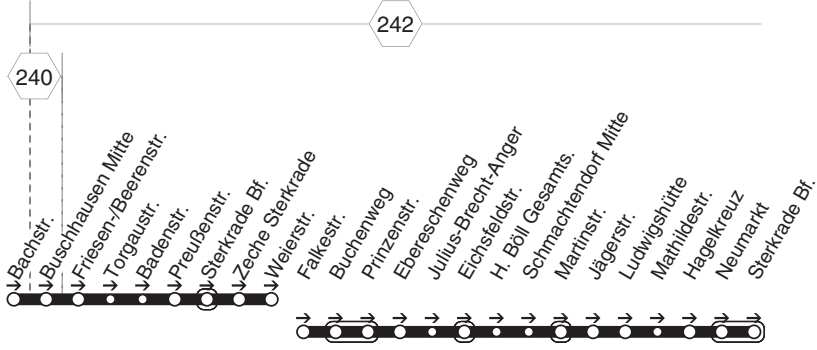 242
240
Bachstr.
Buschhausen Mitte
Friesen-/Beerenstr.
Torgaustr.
Badenstr.
Preußenstr.
Sterkrade Bf.
Zeche Sterkrade
Weierstr.
Falkestr.
Buchenweg
Prinzenstr.
Ebereschenweg
Julius-Brecht-Anger
Eichsfeldstr.
H. Böll Gesamts.
Schmachtendorf Mitte
Martinstr.
Jägerstr.
Ludwigshütte
Mathildestr.
Hagelkreuz
Neumarkt
Sterkrade Bf.